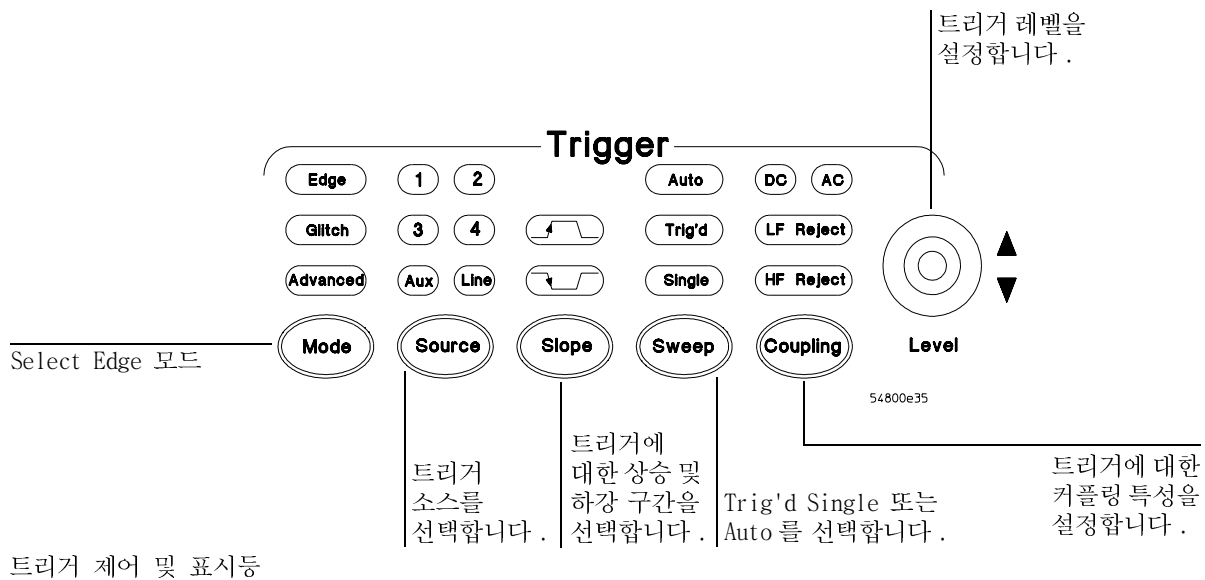 트리거 레벨을
설정합니다 .
Trigger
Edge 1 2 Auto DC AC
Glitch 3 4 Trig'd LF Reject
Advanced Aux Line Single HF Reject
Mode Source Slope Sweep Coupling Level
Select Edge 모드
54800e35
트리거
소스를
선택합니다 .
트리거에
대한 상승 및
하강 구간을
선택합니다 .
Trig'd Single 또는
Auto 를 선택합니다 .
트리거에 대한
커플링 특성을
설정합니다 .
트리거 제어 및 표시등